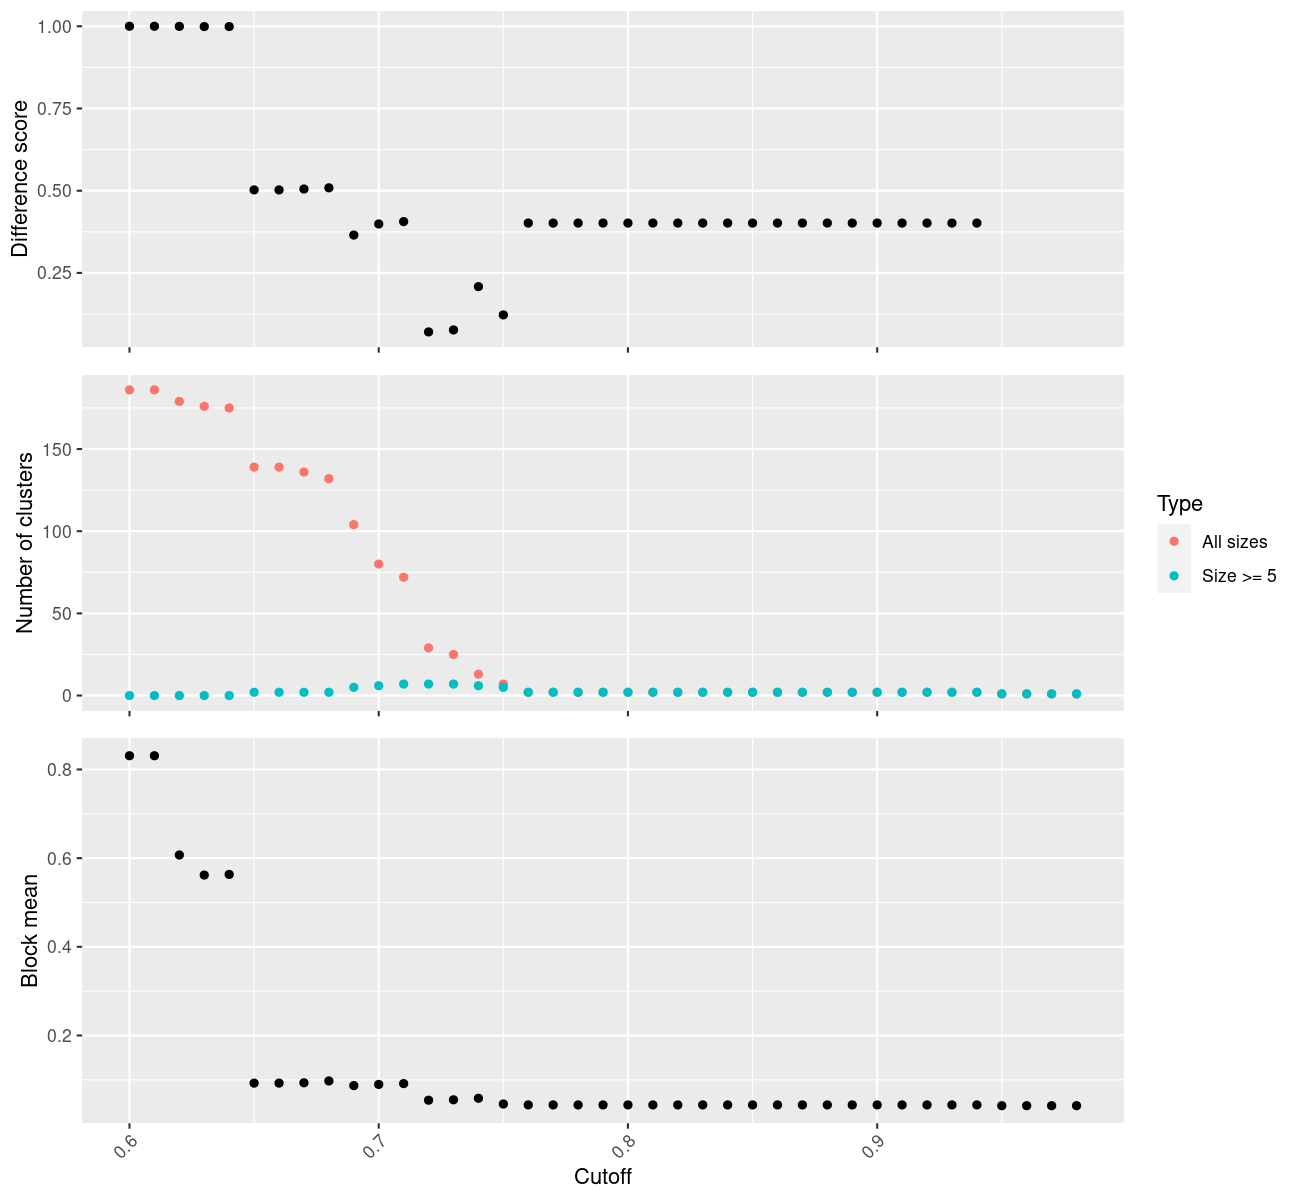 1.00
0.75
0.50
0.25
Difference score
150
100
50
0
Number of clusters
Type
All sizes
Size >= 5
0.8
0.6
0.4
0.2
Block mean
0.6 0.7 0.8 0.9
Cutoff